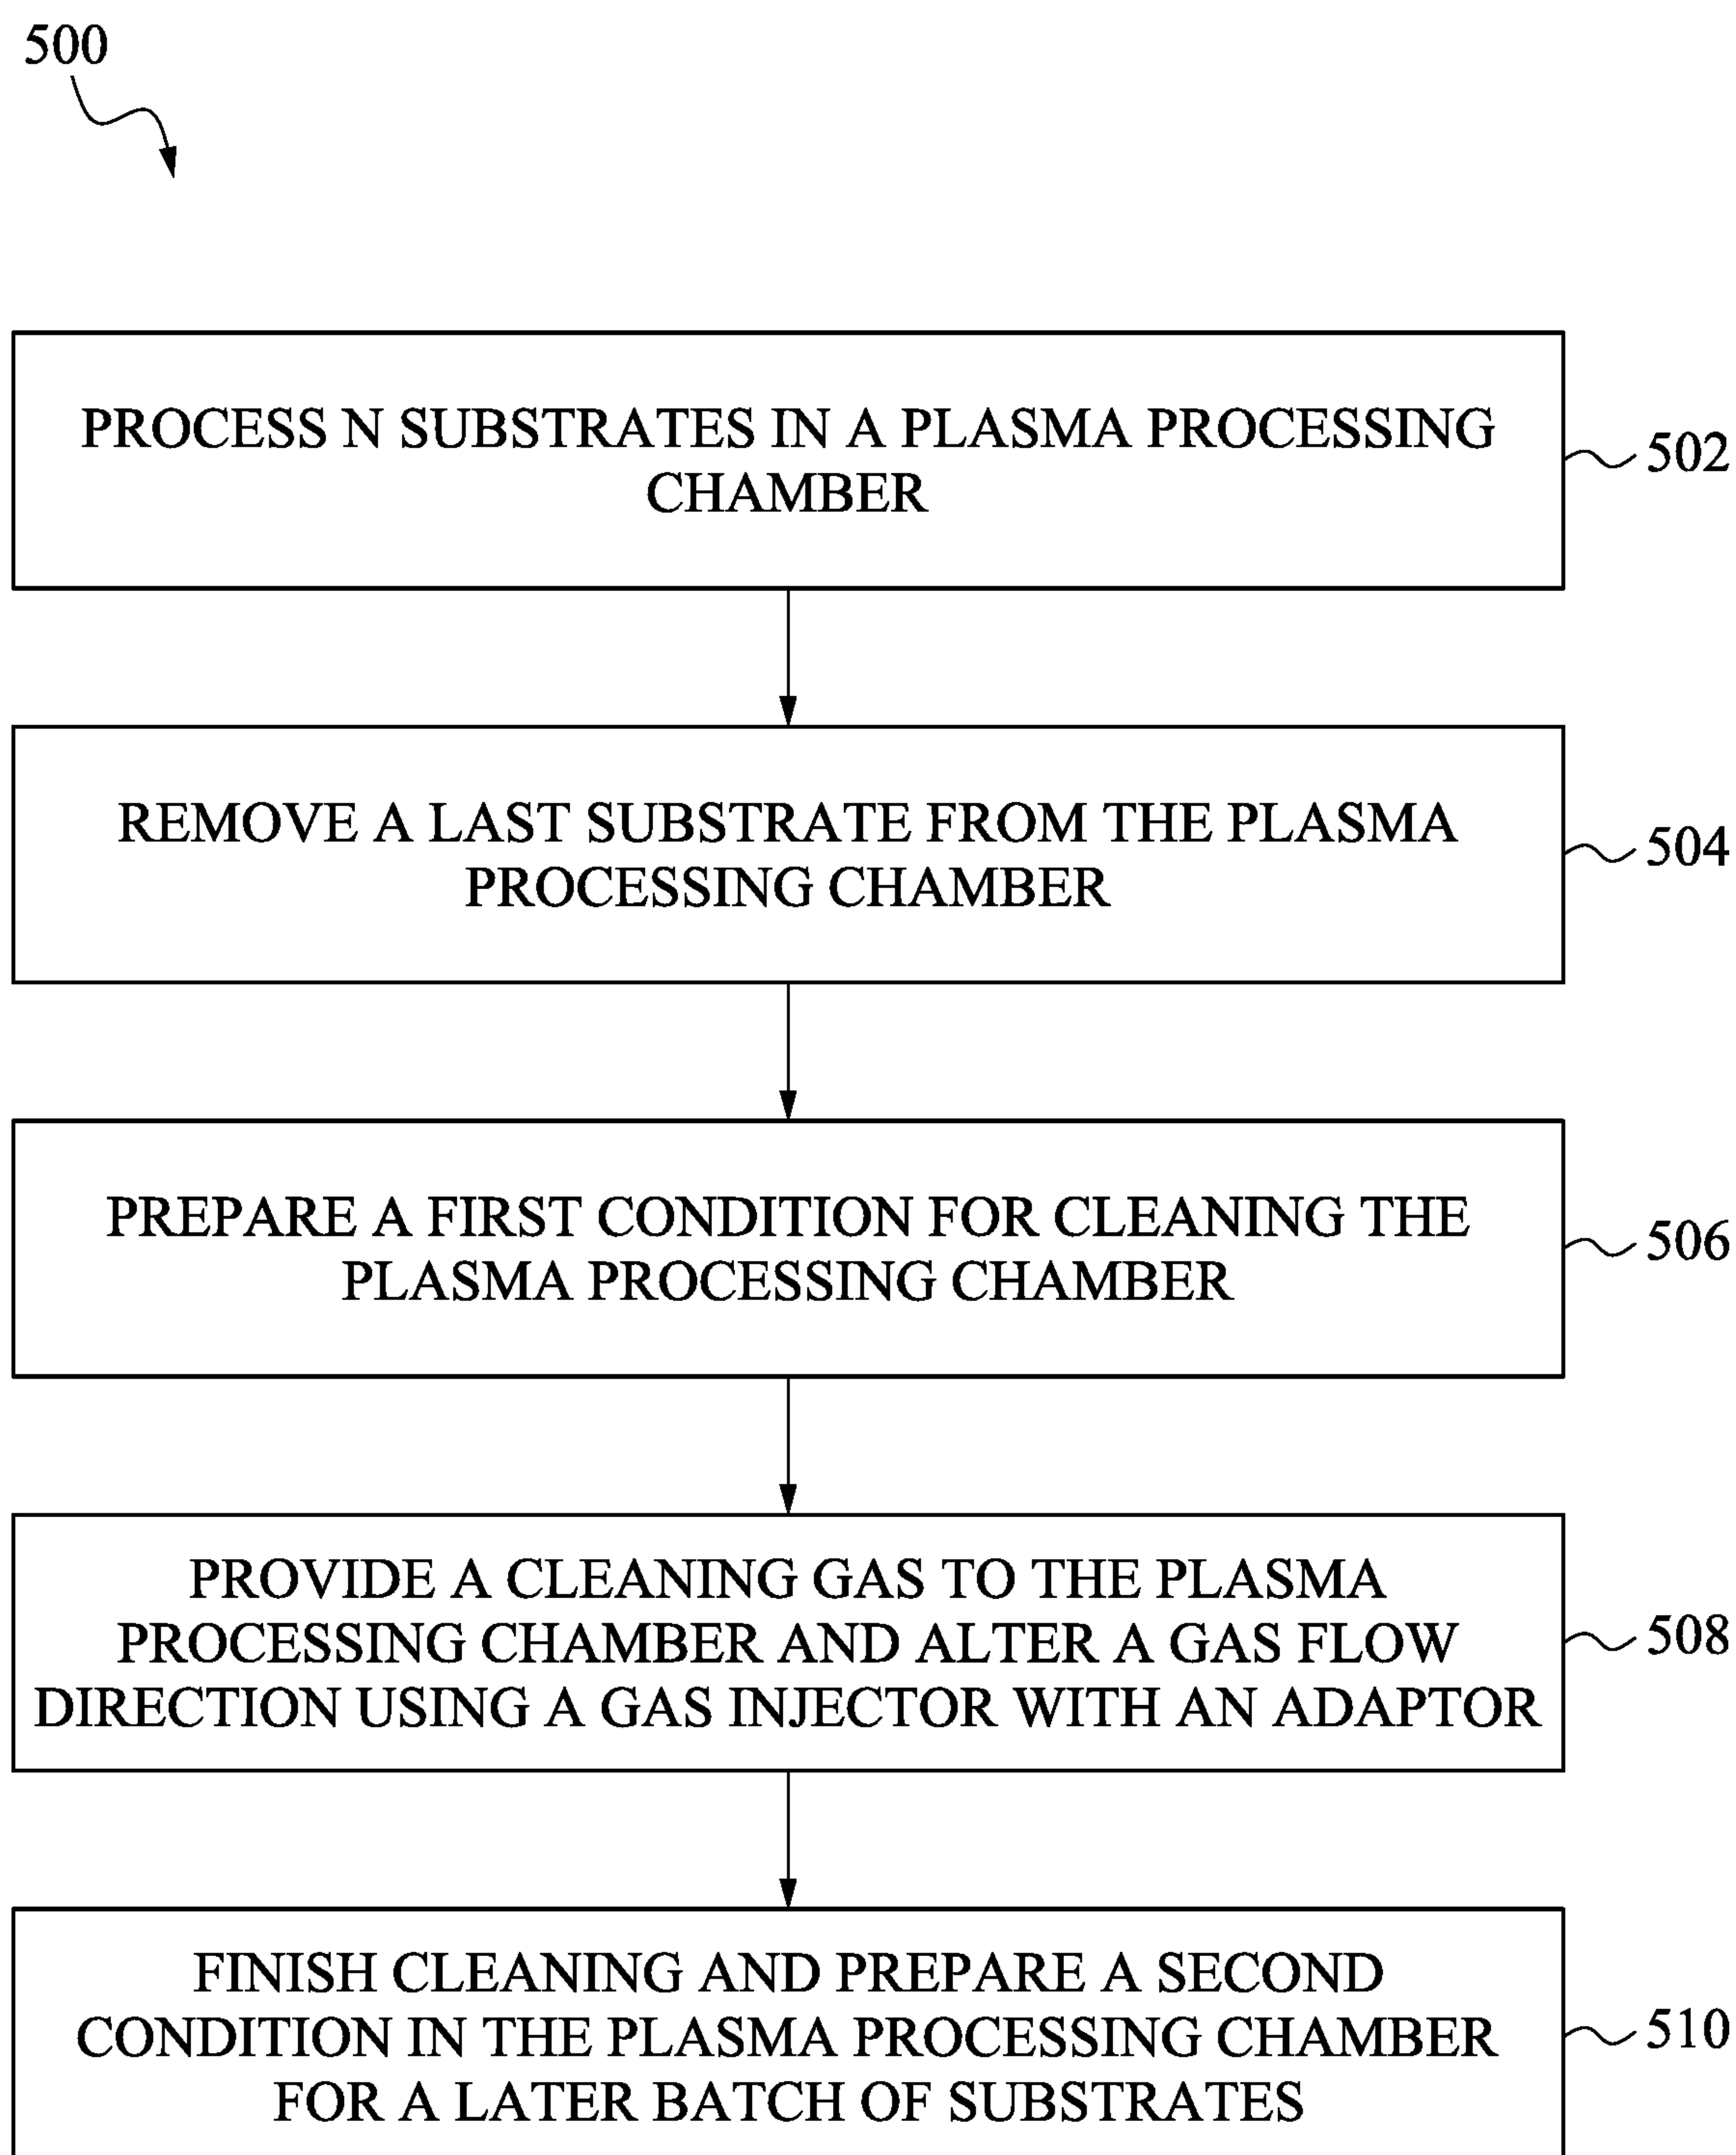 500
PROCESS N SUBSTRATES IN A PLASMA PROCESSING
CHAMBER
502
REMOVE A LAST SUBSTRATE FROM THE PLASMA
PROCESSING CHAMBER
504
PREPARE A FIRST CONDITION FOR CLEANING THE
PLASMA PROCESSING CHAMBER
506
PROVIDE A CLEANING GAS TO THE PLASMA
PROCESSING CHAMBER AND ALTER A GAS FLOW
DIRECTION USING A GAS INJECTOR WITH AN ADAPTOR
508
FINISH CLEANING AND PREPARE A SECOND
CONDITION IN THE PLASMA PROCESSING CHAMBER
FOR A LATER BATCH OF SUBSTRATES
510